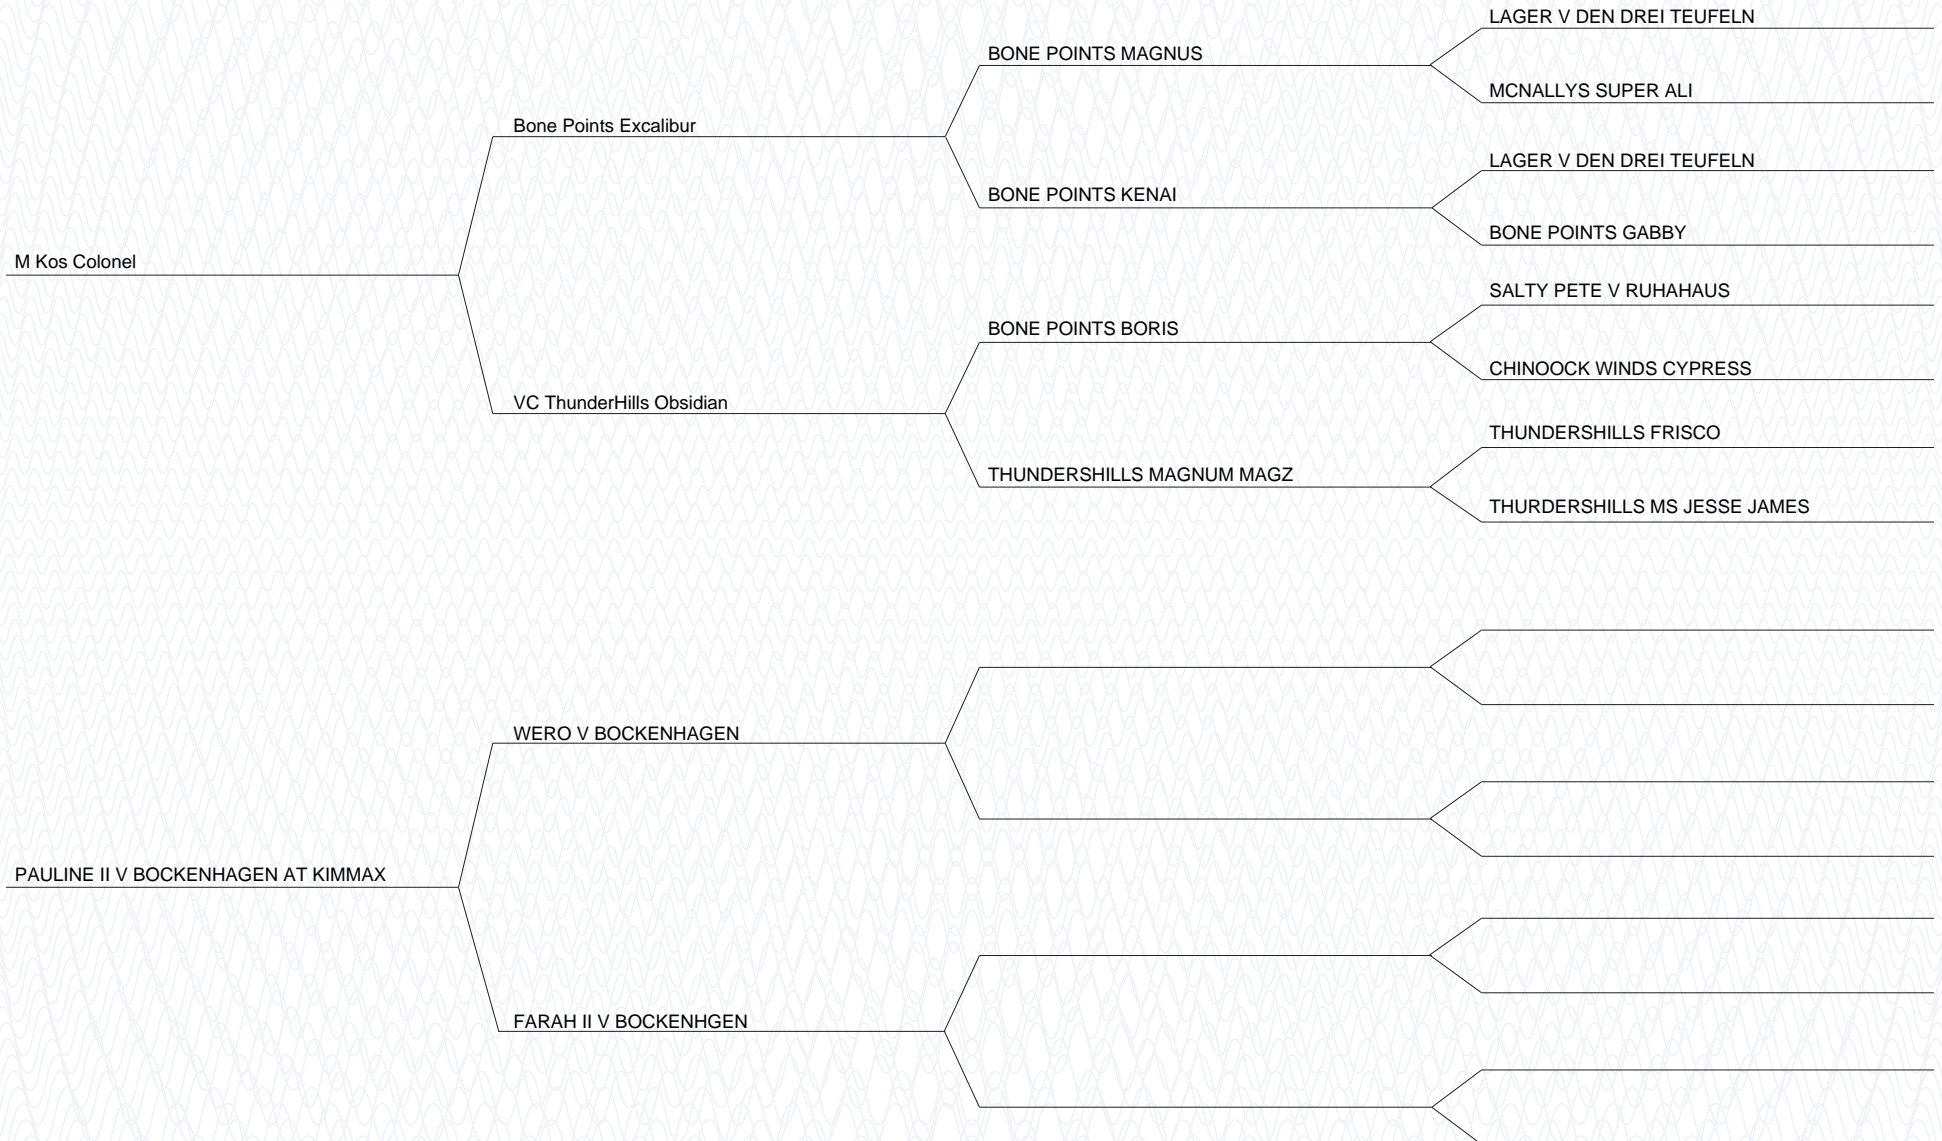 LAGER V DEN DREI TEUFELN
BONE POINTS MAGNUS
MCNALLYS SUPER ALI
Bone Points Excalibur
LAGER V DEN DREI TEUFELN
BONE POINTS KENAI
BONE POINTS GABBY
M Kos Colonel
SALTY PETE V RUHAHAUS
BONE POINTS BORIS
CHINOOCK WINDS CYPRESS
VC ThunderHills Obsidian
THUNDERSHILLS FRISCO
THUNDERSHILLS MAGNUM MAGZ
THURDERSHILLS MS JESSE JAMES
WERO V BOCKENHAGEN
PAULINE II V BOCKENHAGEN AT KIMMAX
FARAH II V BOCKENHGEN